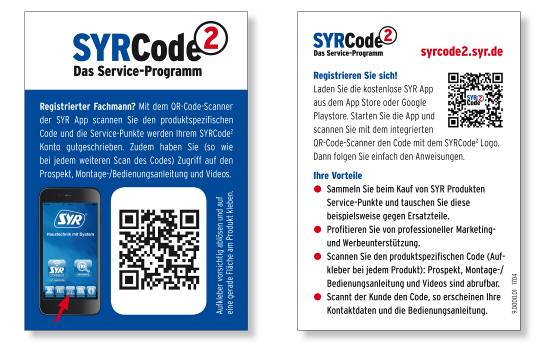 SYRCode2
Das Service-Programm
Registrierter Fachmann? Mit dem QR-Code-Scanner
der SYR App scannen Sie den produktspezifischen
Code und die Service-Punkte werden Ihrem SYRCode²
Konto gutgeschrieben. Zudem haben Sie (so wie
bei jedem weiteren Scan des Codes) Zugriff auf den
Prospekt, Montage-/Bedienungsanleitung und Videos.
SYR
Haustechnik mit System
SYR
Aufkleber vorsichtig ablösen und auf
eine gerade Fläche am Produkt kleben.
SYRCode2
Das Service-Programm
syrcode2.syr.de
Registrieren Sie sich!
Laden Sie die kostenlose SYR App
aus dem App Store oder Google
Playstore. Starten Sie die App und
scannen Sie mit dem integrierten
QR-Code-Scanner den Code mit dem SYRCode² Logo.
Dann folgen Sie einfach den Anweisungen.
Ihre Vorteile
Sammeln Sie beim Kauf von SYR Produkten
Service-Punkte und tauschen Sie diese
beispielsweise gegen Ersatzteile.
Profitieren Sie von professioneller Marketing-
und Werbeunterstützung.
Scannen Sie den produktspezifischen Code (Auf-
kleber bei jedem Produkt): Prospekt, Montage-/
Bedienungsanleitung und Videos sind abrufbar.
Scannt der Kunde den Code, so erscheinen Ihre
Kontaktdaten und die Bedienungsanleitung.